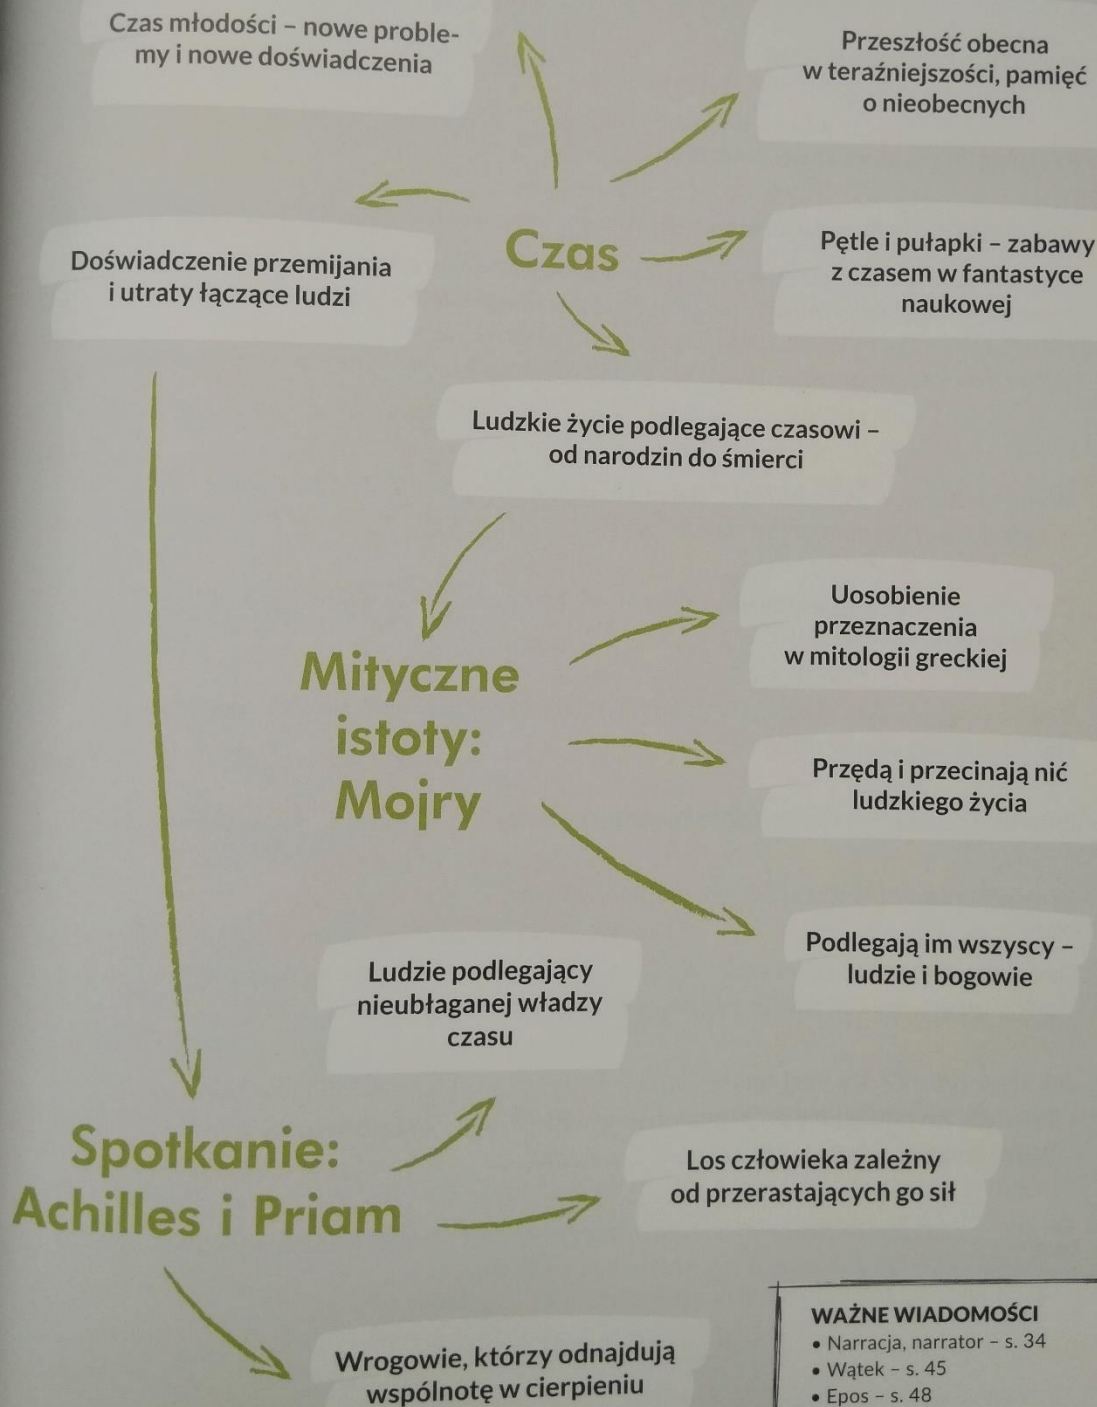 Czas młodości – nowe proble-
my i nowe doświadczenia
Przeszłość obecna
w teraźniejszości, pamięć
o nieobecnych
Doświadczenie przemijania
i utraty łączące ludzi
Czas
Pętle i pułapki – zabawy
z czasem w fantastyce
naukowej
Ludzkie życie podlegające czasowi –
od narodzin do śmierci
Mityczne
istoty:
Mojry
Uosobienie
przeznaczenia
w mitologii greckiej
Przędą i przecinają nić
ludzkiego życia
Podlegają im wszyscy –
ludzie i bogowie
Ludzie podlegający
nieubłaganej władzy
czasu
Spotkanie:
Achilles i Priam
Los człowieka zależny
od przerastających go sił
Wrogowie, którzy odnajdują
wspólnotę w cierpieniu
WAŻNE WIADOMOŚCI
• Narracja, narrator – s. 34
• Wątek – s. 45
• Epos – s. 48